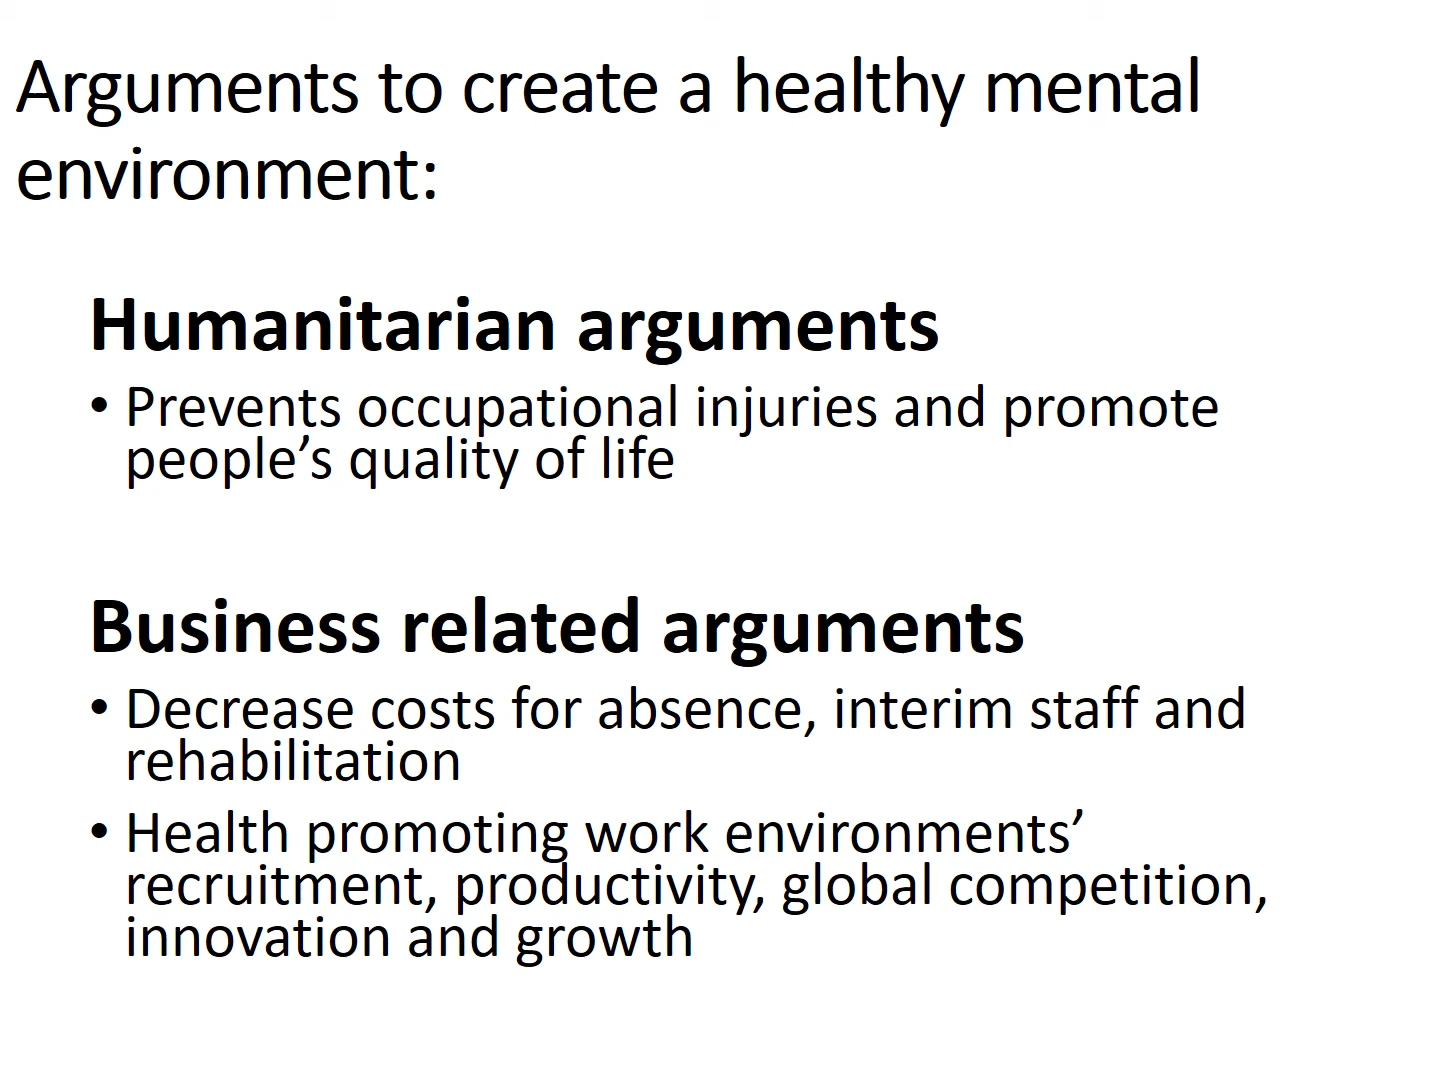 Arguments to create a healthy mental
environment:
Humanitarian arguments
• Prevents occupational injuries and promote
people’s quality of life
Business related arguments
• Decrease costs for absence, interim staff and
rehabilitation
• Health promoting work environments’
recruitment, productivity, global competition,
innovation and growth